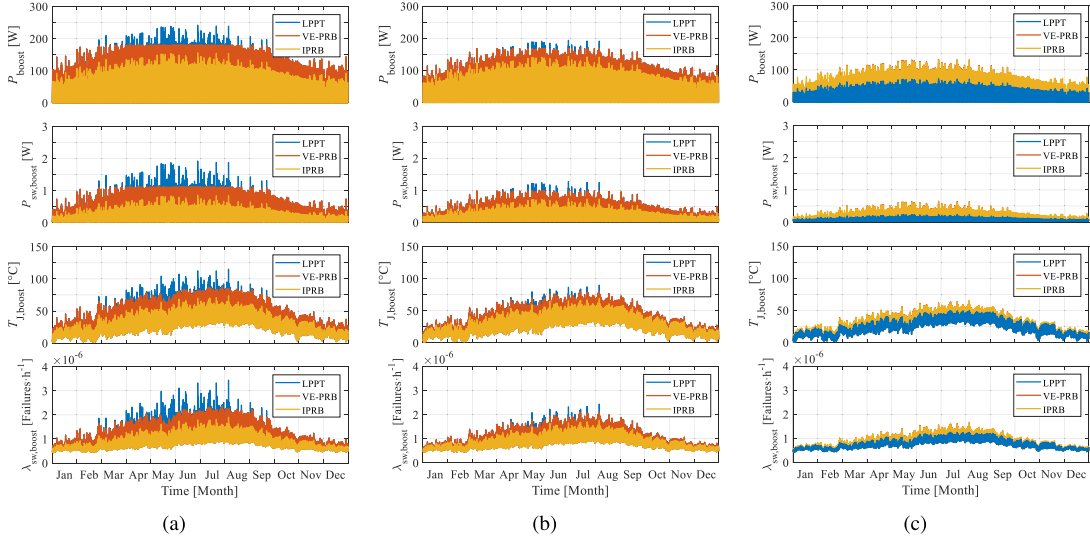 P_boost [W]
300
200
100
0
LPPT
VE-PRB
IPRB
P_boost [W]
300
200
100
0
LPPT
VE-PRB
IPRB
P_boost [W]
300
200
100
0
LPPT
VE-PRB
IPRB
P_sw,boost [W]
3
2
1
0
LPPT
VE-PRB
IPRB
P_sw,boost [W]
3
2
1
0
LPPT
VE-PRB
IPRB
P_sw,boost [W]
3
2
1
0
LPPT
VE-PRB
IPRB
T_J,boost [°C]
150
100
50
0
LPPT
VE-PRB
IPRB
T_J,boost [°C]
150
100
50
0
LPPT
VE-PRB
IPRB
T_J,boost [°C]
150
100
50
0
LPPT
VE-PRB
IPRB
λ_sw,boost [Failures·h⁻¹]
×10⁻⁶
4
3
2
1
0
LPPT
VE-PRB
IPRB
Jan Feb Mar Apr May Jun Jul Aug Sep Oct Nov Dec
Time [Month]
λ_sw,boost [Failures·h⁻¹]
×10⁻⁶
4
3
2
1
0
LPPT
VE-PRB
IPRB
Jan Feb Mar Apr May Jun Jul Aug Sep Oct Nov Dec
Time [Month]
λ_sw,boost [Failures·h⁻¹]
×10⁻⁶
4
3
2
1
0
LPPT
VE-PRB
IPRB
Jan Feb Mar Apr May Jun Jul Aug Sep Oct Nov Dec
Time [Month]
(a)
(b)
(c)